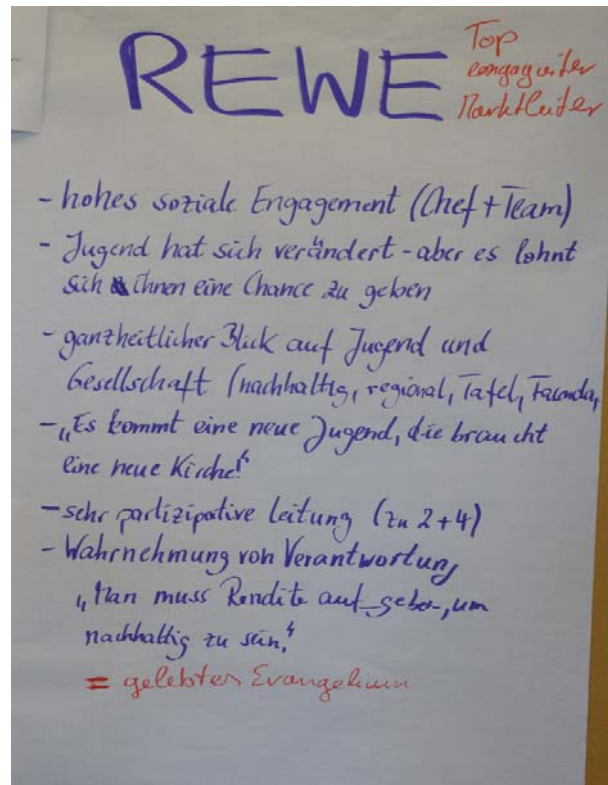 REWE
Top
engagierter
Marktleiter
- hohes soziale Engagement (Chef + Team)
- Jugend hat sich verändert - aber es lohnt
sich ihnen eine Chance zu geben
- ganzheitlicher Blick auf Jugend und
Gesellschaft (nachhaltig, regional, Tafel,
- „Es kommt eine neue Jugend, die braucht
eine neue Kirche!“
- sehr partizipative Leitung (zu 2+4)
- Wahrnehmung von Verantwortung
„Man muss Rendite aufgeben, um
nachhaltig zu sein.“
= gelebtes Evangelium